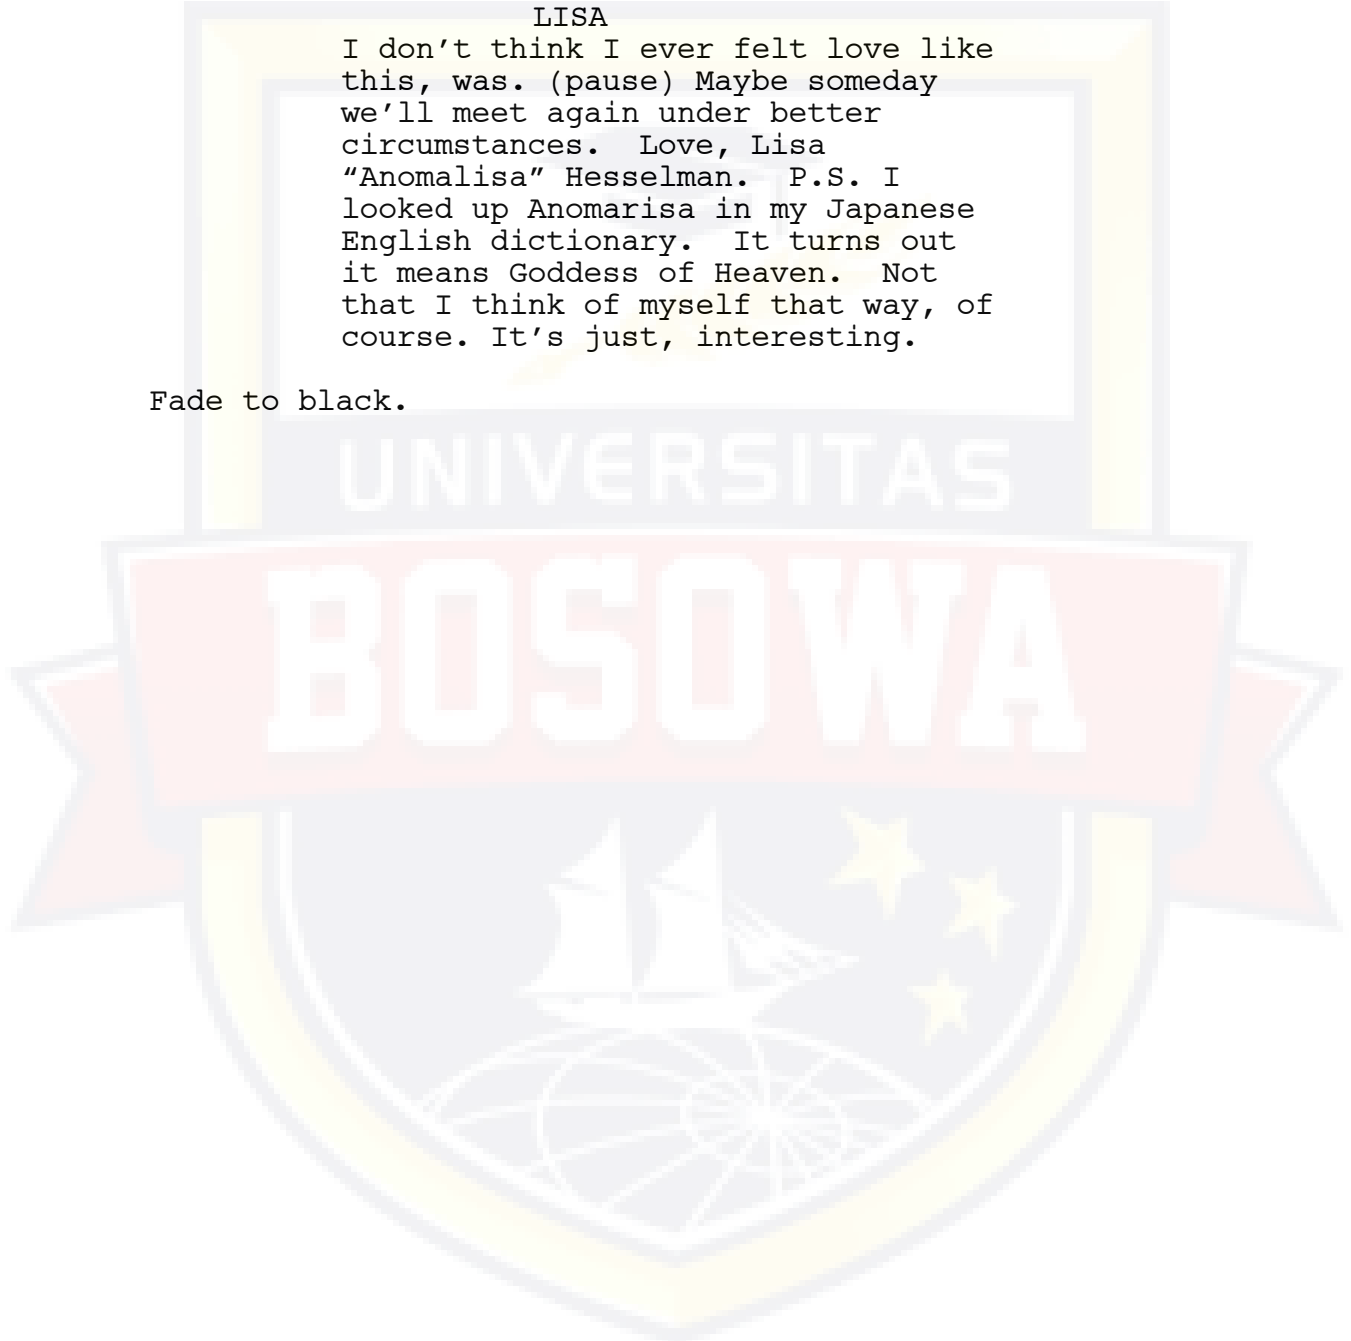 LISA
I don’t think I ever felt love like
this, was. (pause) Maybe someday
we’ll meet again under better
circumstances.  Love, Lisa
“Anomalisa” Hesselman.  P.S. I
looked up Anomarisa in my Japanese
English dictionary.  It turns out
it means Goddess of Heaven.  Not
that I think of myself that way, of
course. It’s just, interesting.
Fade to black.
UNIVERSITAS
BOSOWA